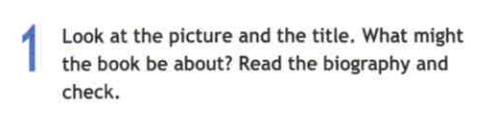 1 Look at the picture and the title. What might
the book be about? Read the biography and
check.